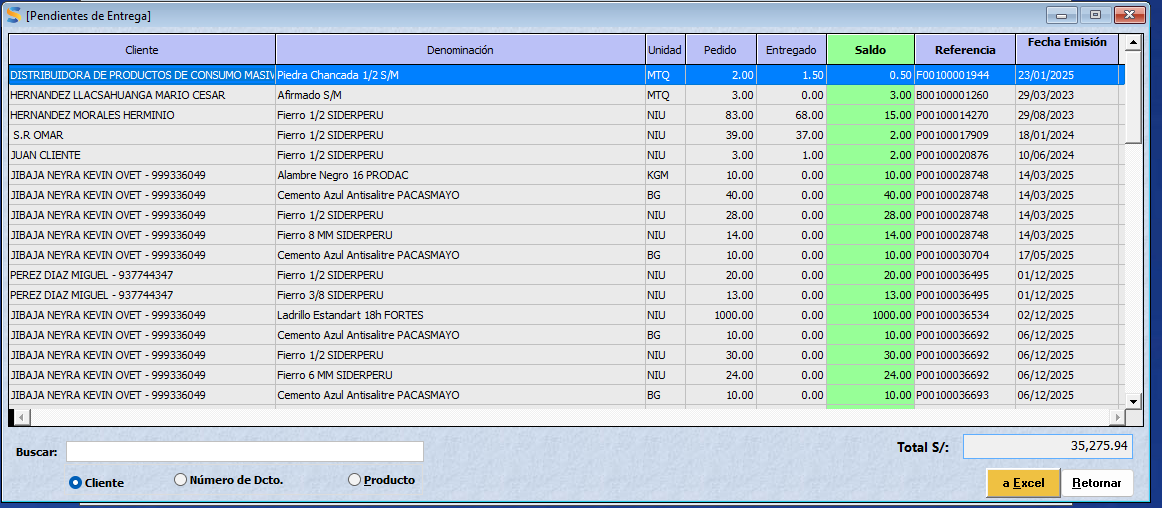 [Pendientes de Entrega]
Cliente Denominación Unidad Pedido Entregado Saldo Referencia Fecha Emisión
DISTRIBUIDORA DE PRODUCTOS DE CONSUMO MASIV Piedra Chancada 1/2 S/M MTQ 2.00 1.50 0.50 F00100001944 23/01/2025
HERNANDEZ LLACSAHUANGA MARIO CESAR Afirmado S/M MTQ 3.00 0.00 3.00 B00100001260 29/03/2023
HERNANDEZ MORALES HERMINIO Fierro 1/2 SIDERPERU NIU 83.00 68.00 15.00 P00100014270 29/08/2023
S.R OMAR Fierro 1/2 SIDERPERU NIU 39.00 37.00 2.00 P00100017909 18/01/2024
JUAN CLIENTE Fierro 1/2 SIDERPERU NIU 3.00 1.00 2.00 P00100020876 10/06/2024
JIBAJA NEYRA KEVIN OVET - 999336049 Alambre Negro 16 PRODAC KGM 10.00 0.00 10.00 P00100028748 14/03/2025
JIBAJA NEYRA KEVIN OVET - 999336049 Cemento Azul Antisalitre PACASMAYO BG 40.00 0.00 40.00 P00100028748 14/03/2025
JIBAJA NEYRA KEVIN OVET - 999336049 Fierro 1/2 SIDERPERU NIU 28.00 0.00 28.00 P00100028748 14/03/2025
JIBAJA NEYRA KEVIN OVET - 999336049 Fierro 8 MM SIDERPERU NIU 14.00 0.00 14.00 P00100028748 14/03/2025
JIBAJA NEYRA KEVIN OVET - 999336049 Cemento Azul Antisalitre PACASMAYO BG 10.00 0.00 10.00 P00100030704 17/05/2025
PEREZ DIAZ MIGUEL - 937744347 Fierro 1/2 SIDERPERU NIU 20.00 0.00 20.00 P00100036495 01/12/2025
PEREZ DIAZ MIGUEL - 937744347 Fierro 3/8 SIDERPERU NIU 13.00 0.00 13.00 P00100036495 01/12/2025
JIBAJA NEYRA KEVIN OVET - 999336049 Ladrillo Estandart 18h FORTES NIU 1000.00 0.00 1000.00 P00100036534 02/12/2025
JIBAJA NEYRA KEVIN OVET - 999336049 Cemento Azul Antisalitre PACASMAYO BG 10.00 0.00 10.00 P00100036692 06/12/2025
JIBAJA NEYRA KEVIN OVET - 999336049 Fierro 1/2 SIDERPERU NIU 30.00 0.00 30.00 P00100036692 06/12/2025
JIBAJA NEYRA KEVIN OVET - 999336049 Fierro 6 MM SIDERPERU NIU 24.00 0.00 24.00 P00100036692 06/12/2025
JIBAJA NEYRA KEVIN OVET - 999336049 Cemento Azul Antisalitre PACASMAYO BG 10.00 0.00 10.00 P00100036693 06/12/2025
Buscar: Total S/: 35,275.94
Cliente Número de Dcto. Producto a Excel Retornar